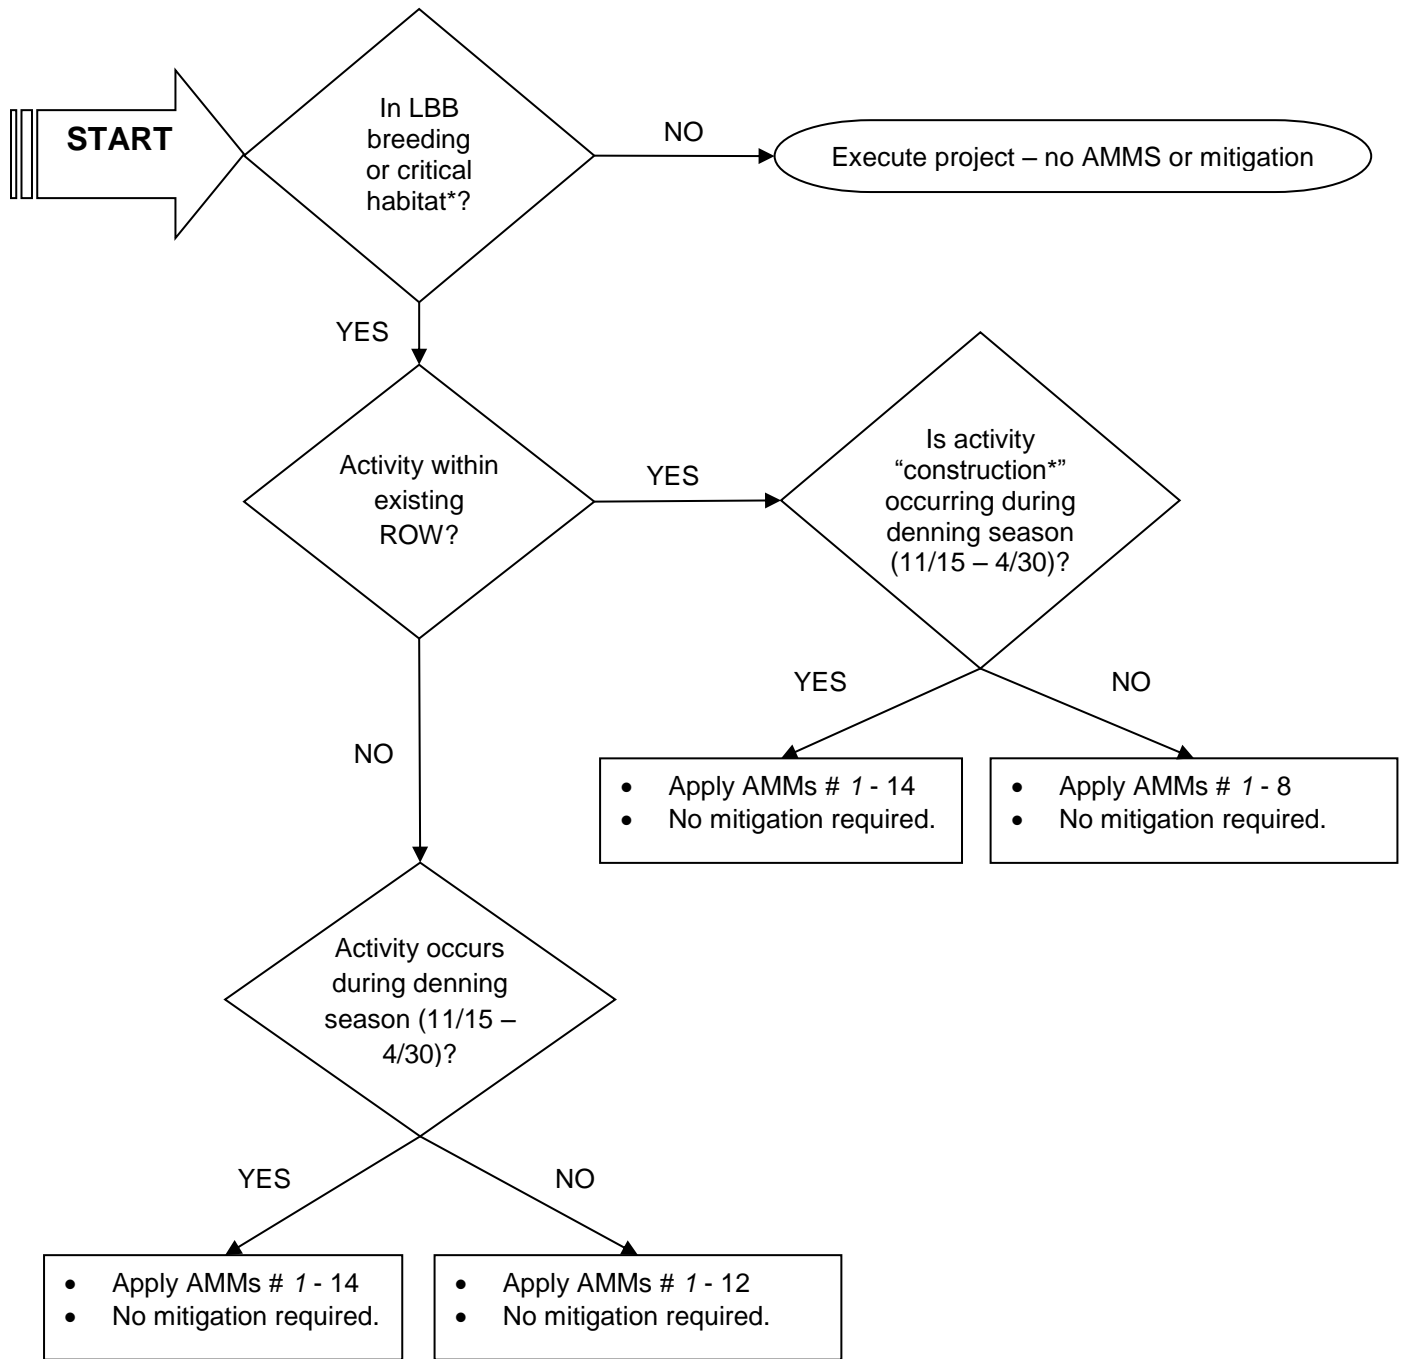 START
In LBB
breeding
or critical
habitat*?
NO
Execute project – no AMMS or mitigation
YES
Activity within
existing
ROW?
YES
Is activity
“construction*”
occurring during
denning season
(11/15 – 4/30)?
YES
NO
NO
• Apply AMMs # 1 - 14
• No mitigation required.
• Apply AMMs # 1 - 8
• No mitigation required.
Activity occurs
during denning
season (11/15 –
4/30)?
YES
NO
• Apply AMMs # 1 - 14
• No mitigation required.
• Apply AMMs # 1 - 12
• No mitigation required.